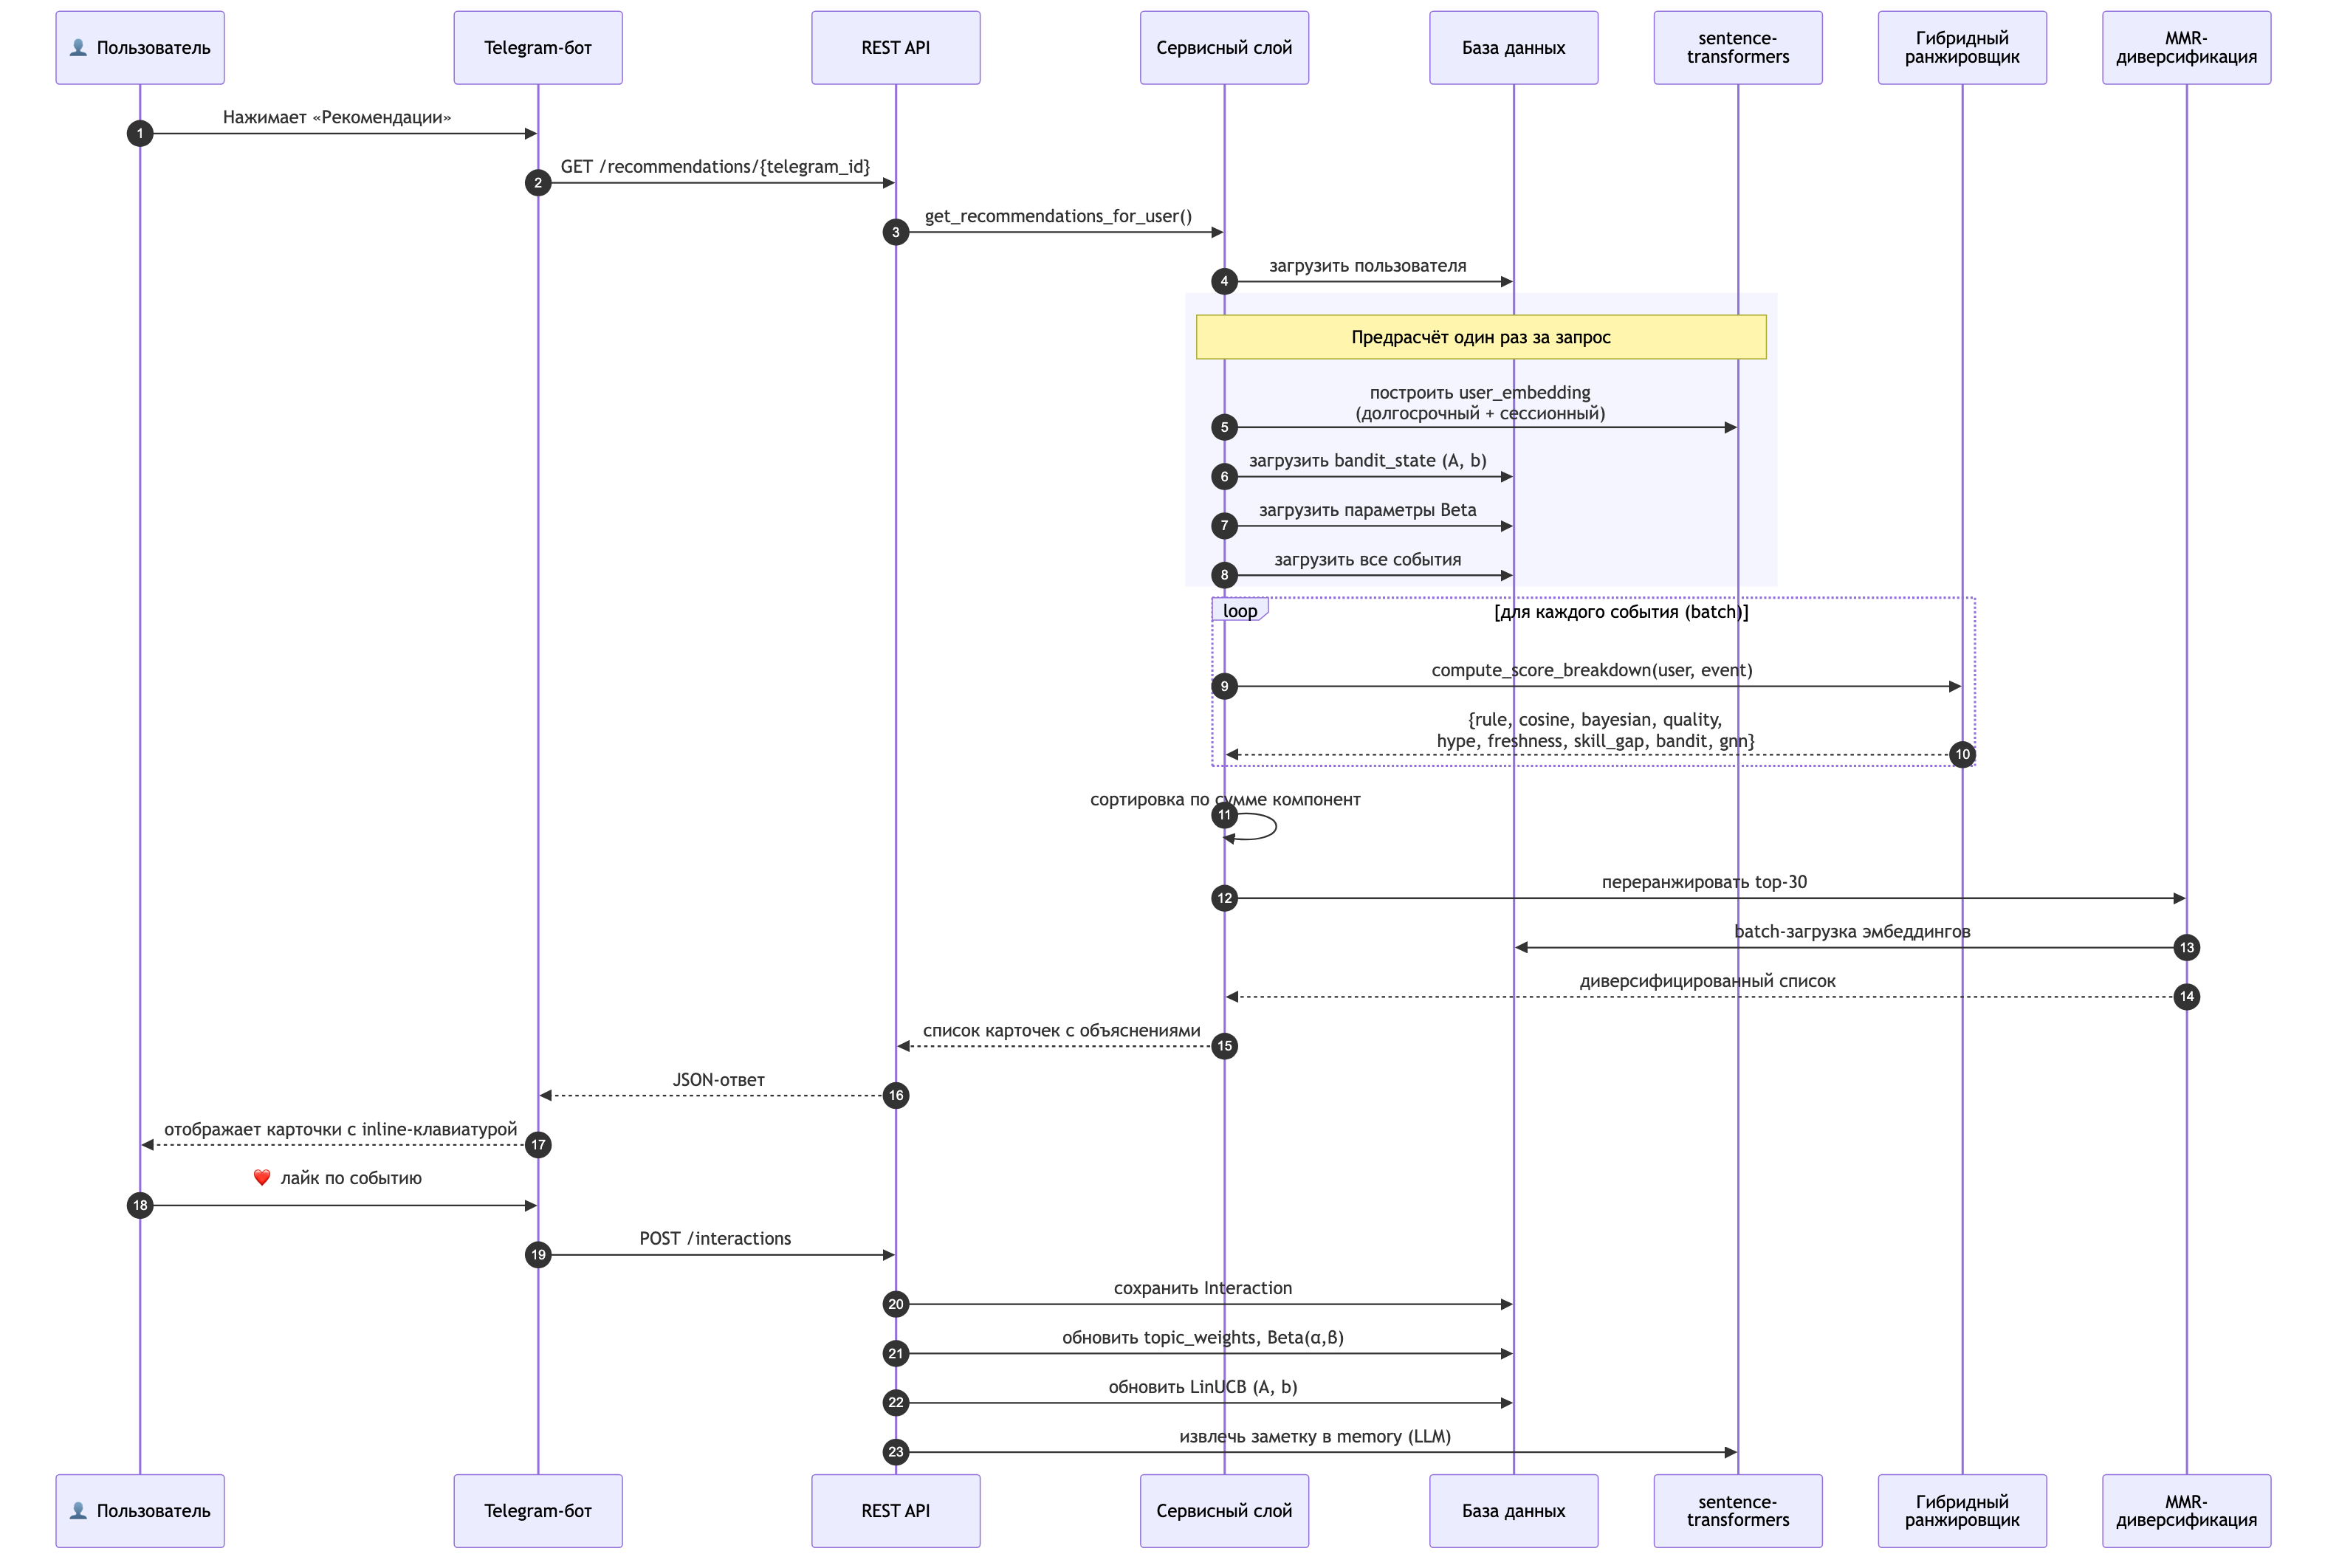 Пользователь
Telegram-бот
REST API
Сервисный слой
База данных
sentence-
transformers
Гибридный
ранжировщик
MMR-
диверсификация
Нажимает «Рекомендации»
1
GET /recommendations/{telegram_id}
2
get_recommendations_for_user()
3
загрузить пользователя
4
Предрасчёт один раз за запрос
построить user_embedding
(долгосрочный + сессионный)
5
загрузить bandit_state (A, b)
6
загрузить параметры Beta
7
загрузить все события
8
loop
[для каждого события (batch)]
compute_score_breakdown(user, event)
9
{rule, cosine, bayesian, quality,
hype, freshness, skill_gap, bandit, gnn}
10
сортировка по сумме компонент
11
переранжировать top-30
12
batch-загрузка эмбеддингов
13
диверсифицированный список
14
список карточек с объяснениями
15
JSON-ответ
16
отображает карточки с inline-клавиатурой
17
❤️ лайк по событию
18
POST /interactions
19
сохранить Interaction
20
обновить topic_weights, Beta(α,β)
21
обновить LinUCB (A, b)
22
извлечь заметку в memory (LLM)
23
Пользователь
Telegram-бот
REST API
Сервисный слой
База данных
sentence-
transformers
Гибридный
ранжировщик
MMR-
диверсификация